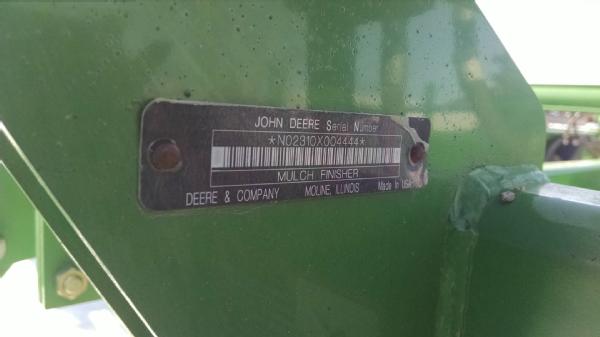 JOHN DEERE Serial Number
*N02310X004444*
MULCH FINISHER
DEERE & COMPANY MOLINE, ILLINOIS Made In USA